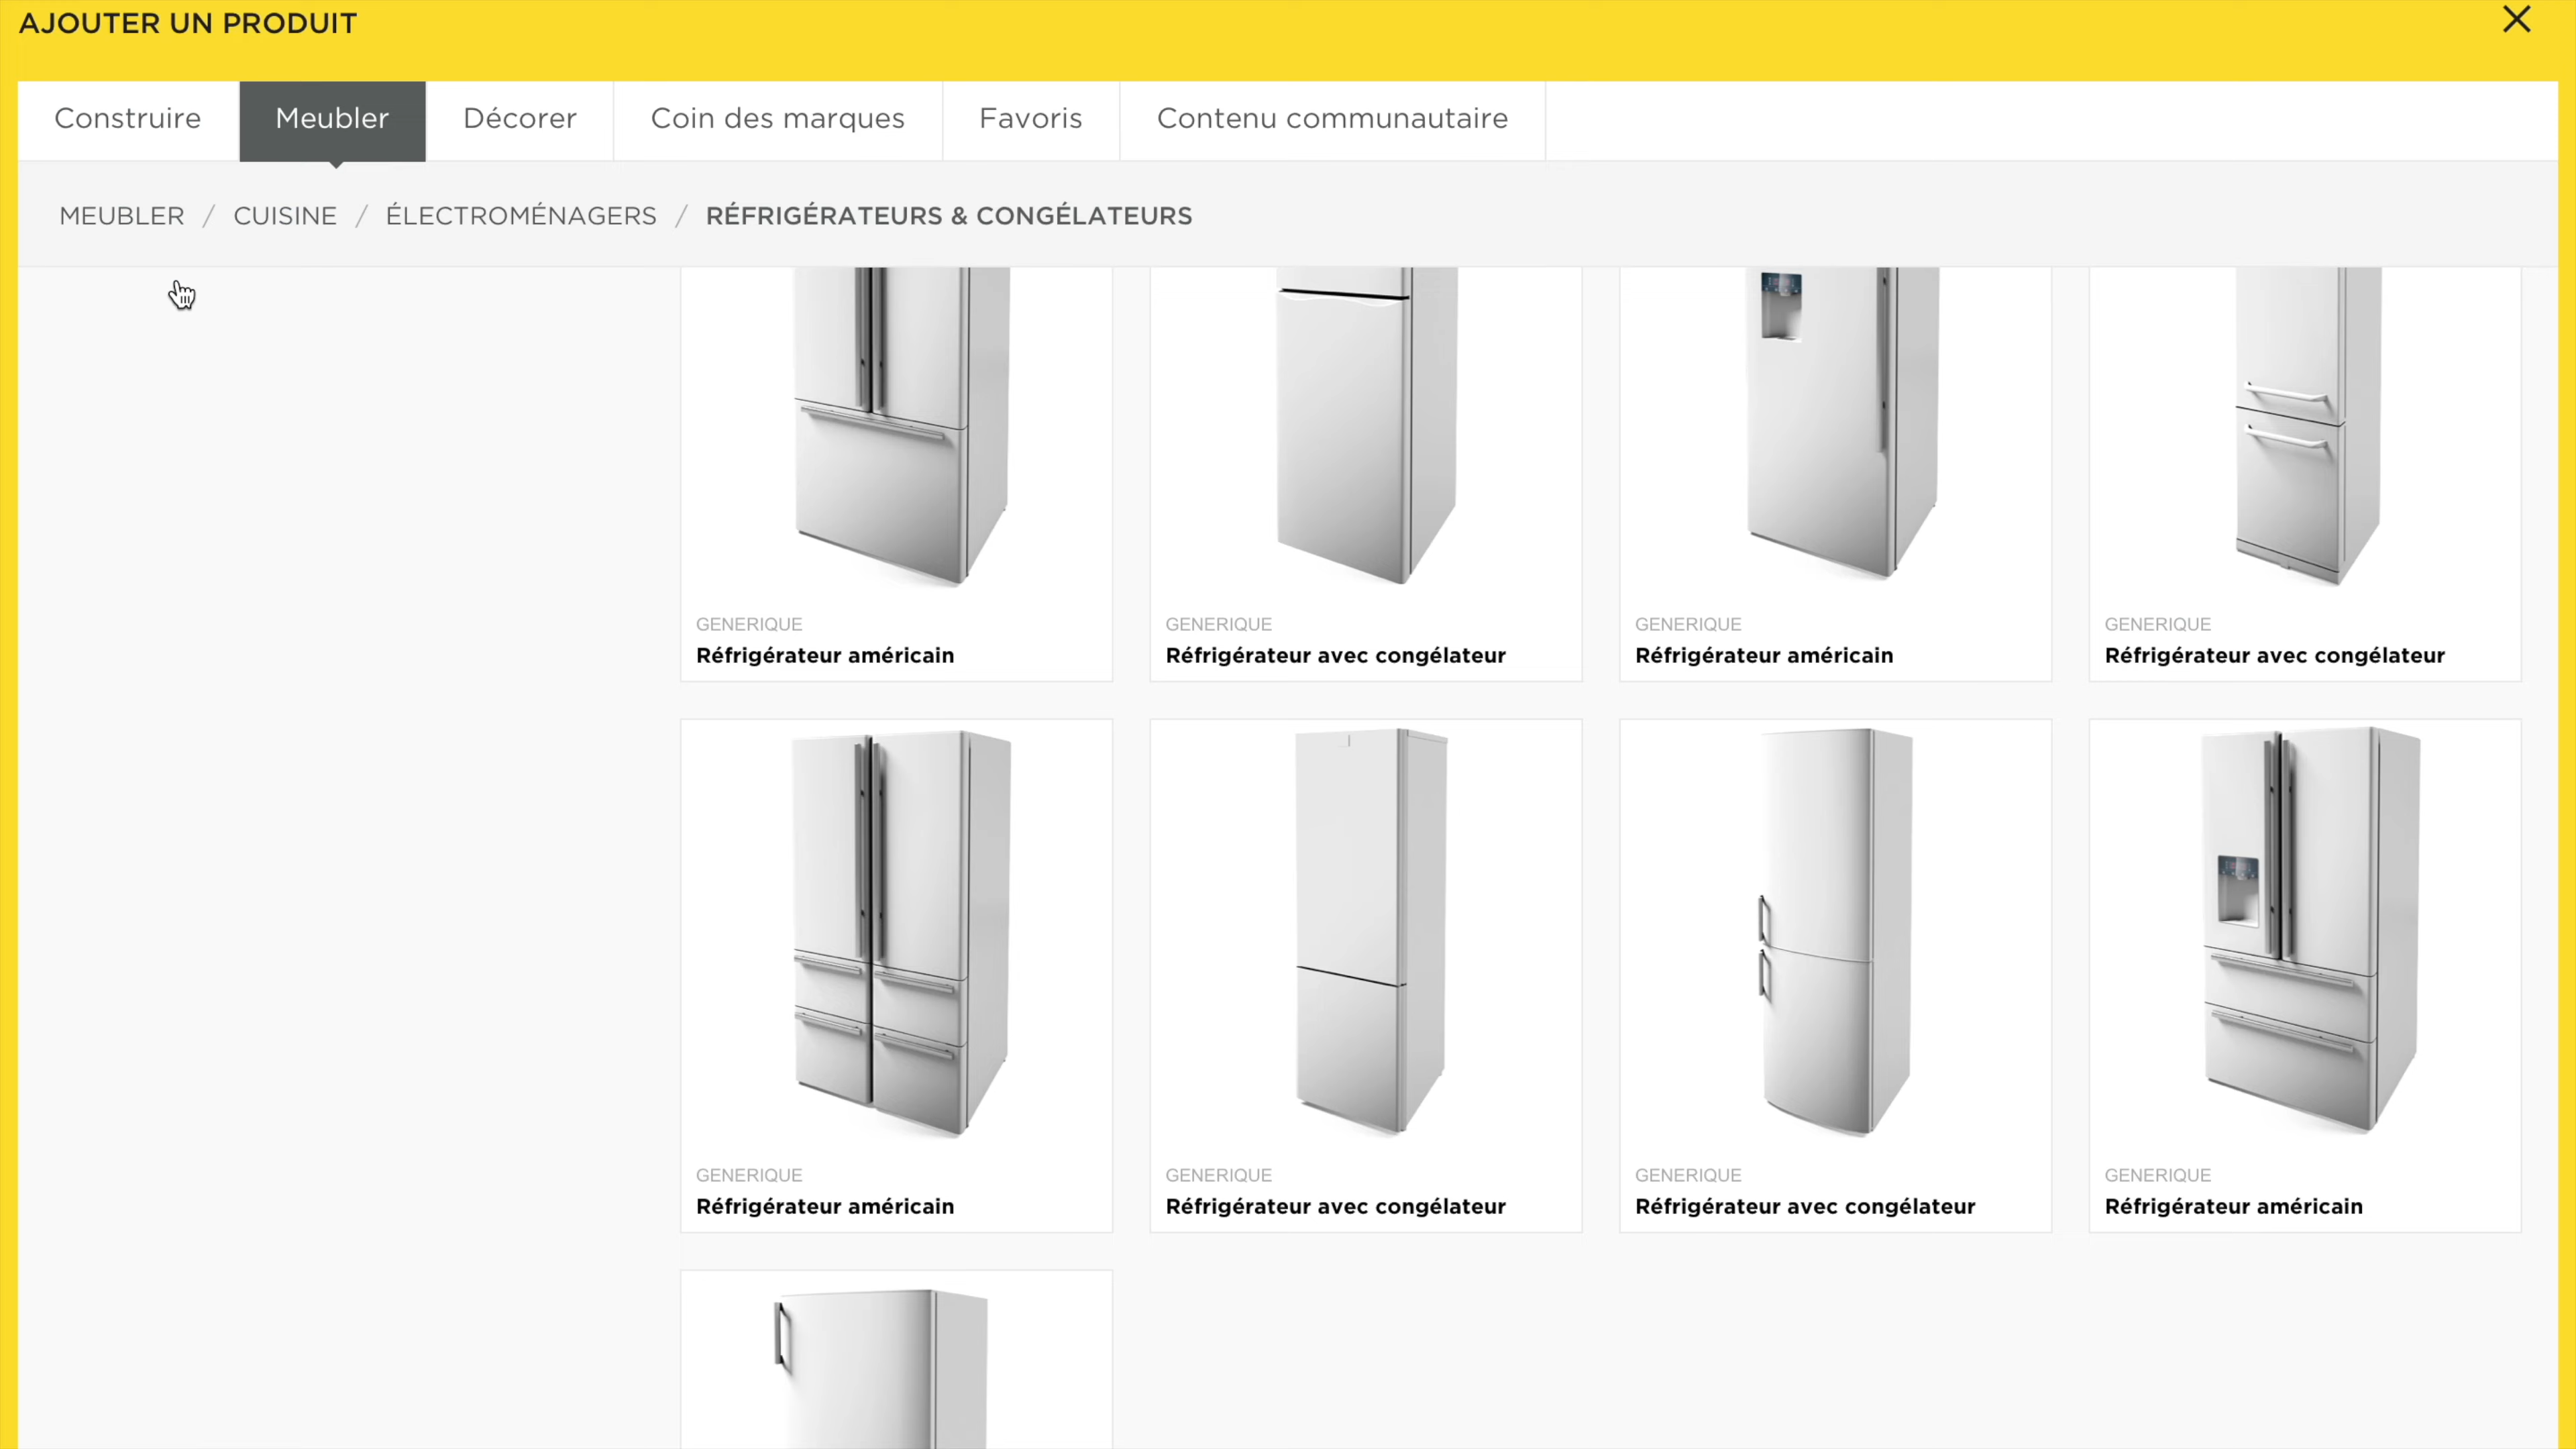 AJOUTER UN PRODUIT
Construire
Meubler
Décorer
Coin des marques
Favoris
Contenu communautaire
MEUBLER / CUISINE / ÉLECTROMÉNAGERS / RÉFRIGÉRATEURS & CONGÉLATEURS
GENERIQUE
Réfrigérateur américain
GENERIQUE
Réfrigérateur avec congélateur
GENERIQUE
Réfrigérateur américain
GENERIQUE
Réfrigérateur avec congélateur
GENERIQUE
Réfrigérateur américain
GENERIQUE
Réfrigérateur avec congélateur
GENERIQUE
Réfrigérateur avec congélateur
GENERIQUE
Réfrigérateur américain